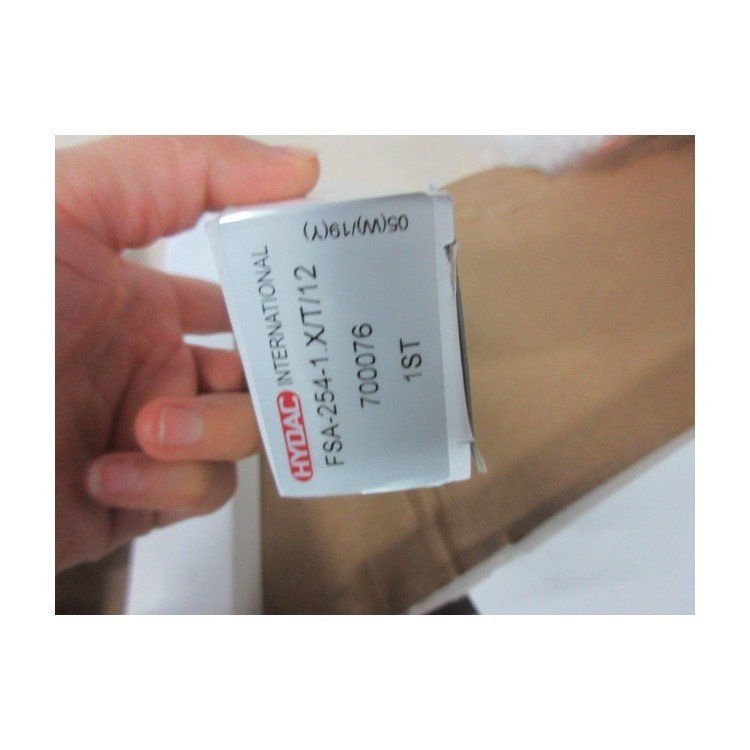 HYDAC INTERNATIONAL
FSA-254-1.X/T/12
700076
1ST
05(W)/19(Y)